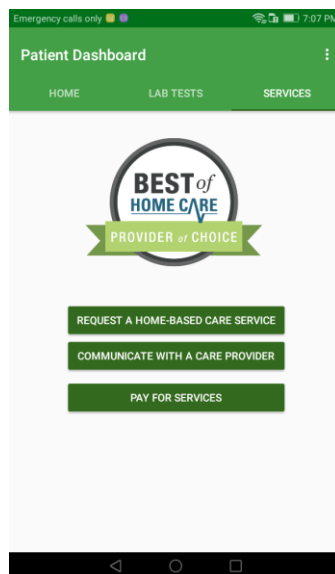 Emergency calls only 7:07 PM
Patient Dashboard
HOME LAB TESTS SERVICES
BEST of
HOME CARE
PROVIDER of CHOICE
REQUEST A HOME-BASED CARE SERVICE
COMMUNICATE WITH A CARE PROVIDER
PAY FOR SERVICES